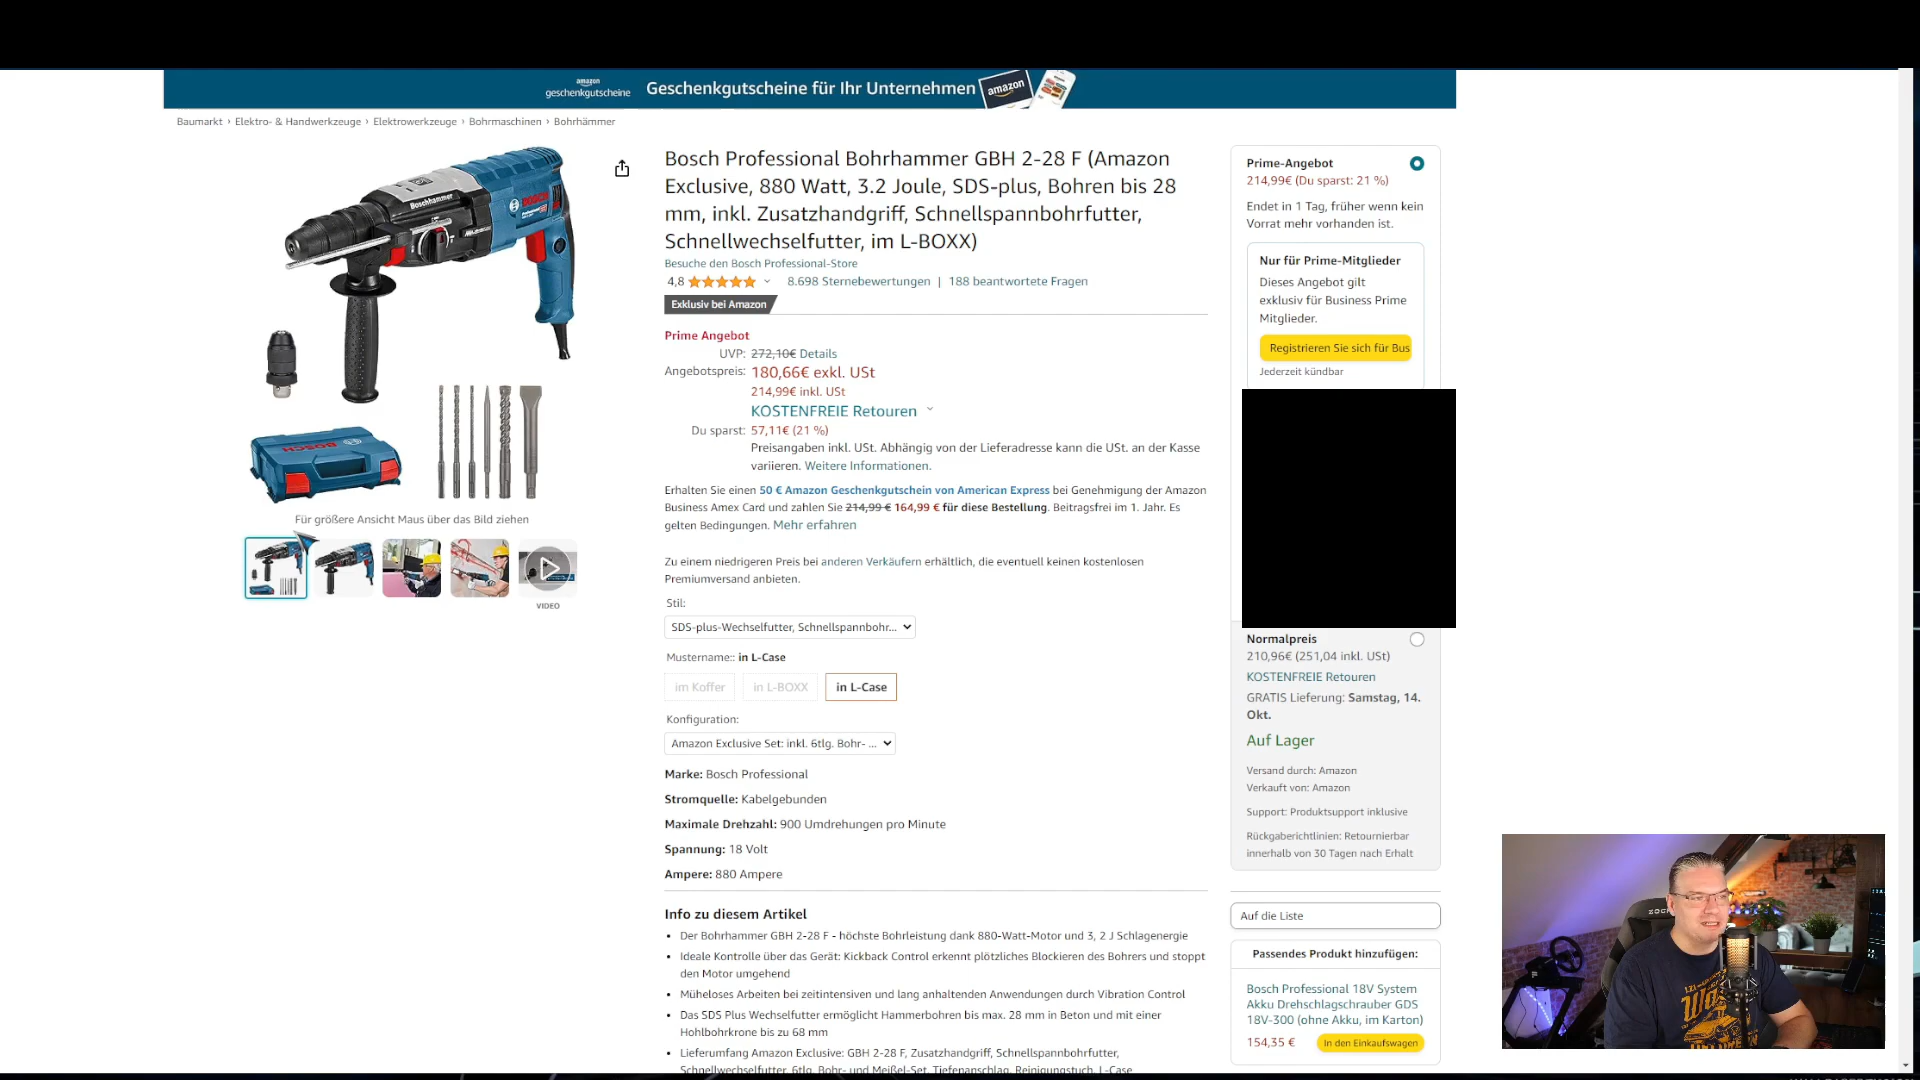 amazon
geschenkgutscheine
Geschenkgutscheine für Ihr Unternehmen
amazon
Baumarkt › Elektro- & Handwerkzeuge › Elektrowerkzeuge › Bohrmaschinen › Bohrhämmer
Boschhammer
BOSCH
BOSCH
Für größere Ansicht Maus über das Bild ziehen
VIDEO
Bosch Professional Bohrhammer GBH 2-28 F (Amazon
Exclusive, 880 Watt, 3.2 Joule, SDS-plus, Bohren bis 28
mm, inkl. Zusatzhandgriff, Schnellspannbohrfutter,
Schnellwechselfutter, im L-BOXX)
Besuche den Bosch Professional-Store
4,8 8.698 Sternebewertungen | 188 beantwortete Fragen
Exklusiv bei Amazon
Prime Angebot
UVP: 272,10€ Details
Angebotspreis: 180,66€ exkl. USt
214,99€ inkl. USt
KOSTENFREIE Retouren
Du sparst: 57,11€ (21 %)
Preisangaben inkl. USt. Abhängig von der Lieferadresse kann die USt. an der Kasse
variieren. Weitere Informationen.
Erhalten Sie einen 50 € Amazon Geschenkgutschein von American Express bei Genehmigung der Amazon
Business Amex Card und zahlen Sie 214,99 € 164,99 € für diese Bestellung. Beitragsfrei im 1. Jahr. Es
gelten Bedingungen. Mehr erfahren
Zu einem niedrigeren Preis bei anderen Verkäufern erhältlich, die eventuell keinen kostenlosen
Premiumversand anbieten.
Stil:
SDS-plus-Wechselfutter, Schnellspannbohr...
Mustername:: in L-Case
im Koffer
in L-BOXX
in L-Case
Konfiguration:
Amazon Exclusive Set: inkl. 6tlg. Bohr- ...
Marke: Bosch Professional
Stromquelle: Kabelgebunden
Maximale Drehzahl: 900 Umdrehungen pro Minute
Spannung: 18 Volt
Ampere: 880 Ampere
Info zu diesem Artikel
• Der Bohrhammer GBH 2-28 F - höchste Bohrleistung dank 880-Watt-Motor und 3, 2 J Schlagenergie
• Ideale Kontrolle über das Gerät: Kickback Control erkennt plötzliches Blockieren des Bohrers und stoppt
den Motor umgehend
• Müheloses Arbeiten bei zeitintensiven und lang anhaltenden Anwendungen durch Vibration Control
• Das SDS Plus Wechselfutter ermöglicht Hammerbohren bis max. 28 mm in Beton und mit einer
Hohlbohrkrone bis zu 68 mm
• Lieferumfang Amazon Exclusive: GBH 2-28 F, Zusatzhandgriff, Schnellspannbohrfutter,
Schnellwechselfutter, 6tlg. Bohr- und Meißel-Set, Tiefenanschlag, Reinigungstuch, L-Case
Prime-Angebot
214,99€ (Du sparst: 21 %)
Endet in 1 Tag, früher wenn kein
Vorrat mehr vorhanden ist.
Nur für Prime-Mitglieder
Dieses Angebot gilt
exklusiv für Business Prime
Mitglieder.
Registrieren Sie sich für Bus
Jederzeit kündbar
Normalpreis
210,96€ (251,04 inkl. USt)
KOSTENFREIE Retouren
GRATIS Lieferung: Samstag, 14.
Okt.
Auf Lager
Versand durch: Amazon
Verkauft von: Amazon
Support: Produktsupport inklusive
Rückgaberichtlinien: Retournierbar
innerhalb von 30 Tagen nach Erhalt
Auf die Liste
Passendes Produkt hinzufügen:
Bosch Professional 18V System
Akku Drehschlagschrauber GDS
18V-300 (ohne Akku, im Karton)
154,35 €
In den Einkaufswagen